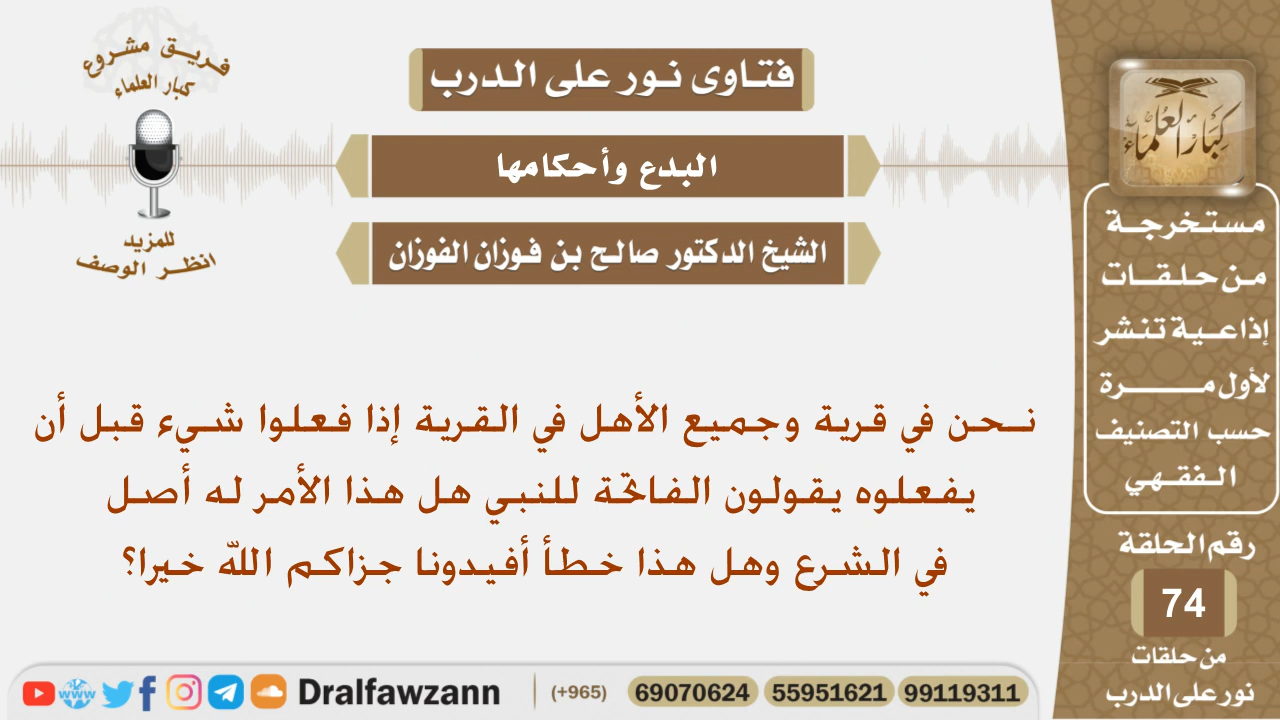 فتاوى نور على الدرب
البدع وأحكامها
الشيخ الدكتور صالح بن فوزان الفوزان
فريق مشروع
كبار العلماء
للمزيد
انظر الوصف
نحن في قرية وجميع الأهل في القرية إذا فعلوا شيء قبل أن
يفعلوه يقولون الفاتحة للنبي هل هذا الأمر له أصل
في الشرع وهل هذا خطأ أفيدونا جزاكم الله خيرا؟
كبار العلماء
مستخرجة
من حلقات
إذاعية تنشر
لأول مرة
حسب التصنيف
الفقهي
رقم الحلقة
74
من حلقات
نور على الدرب
www
Dralfawzann
(+965)
69070624
55951621
99119311